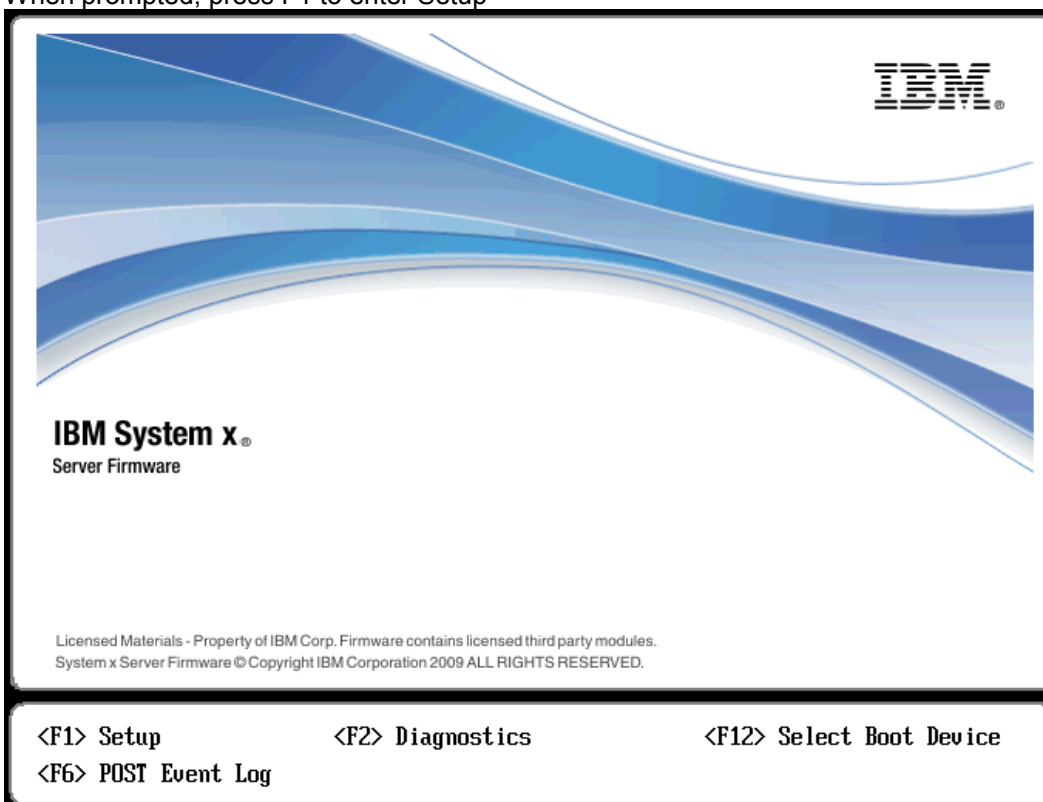 When prompted, press F1 to enter Setup
IBM®
IBM System x®
Server Firmware
Licensed Materials - Property of IBM Corp. Firmware contains licensed third party modules.
System x Server Firmware © Copyright IBM Corporation 2009 ALL RIGHTS RESERVED.
<F1> Setup <F2> Diagnostics <F12> Select Boot Device
<F6> POST Event Log